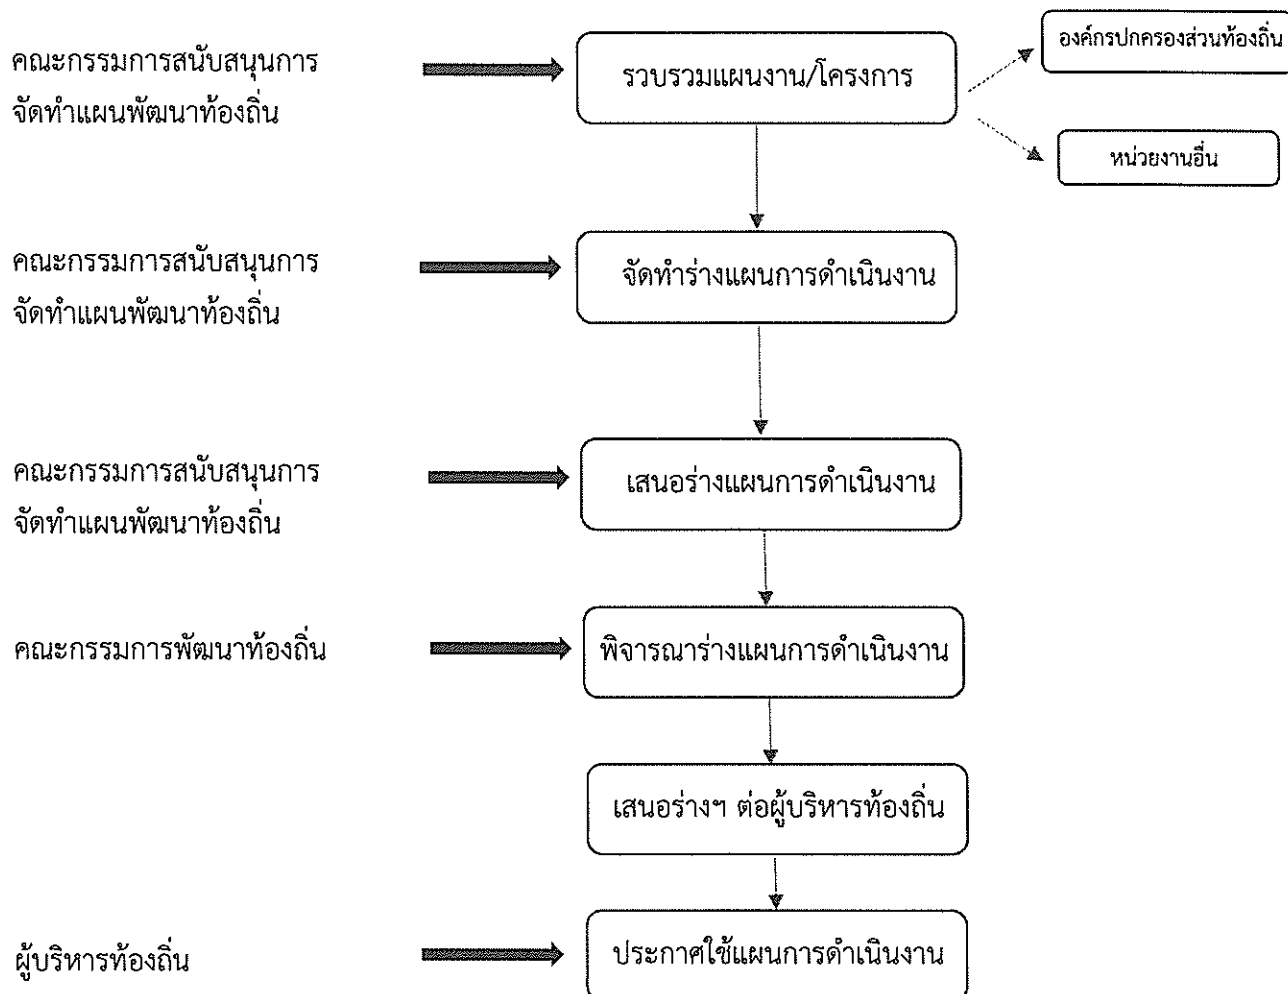 คณะกรรมการสนับสนุนการ
จัดทำแผนพัฒนาท้องถิ่น
รวบรวมแผนงาน/โครงการ
องค์กรปกครองส่วนท้องถิ่น
หน่วยงานอื่น
คณะกรรมการสนับสนุนการ
จัดทำแผนพัฒนาท้องถิ่น
จัดทำร่างแผนการดำเนินงาน
คณะกรรมการสนับสนุนการ
จัดทำแผนพัฒนาท้องถิ่น
เสนอร่างแผนการดำเนินงาน
คณะกรรมการพัฒนาท้องถิ่น
พิจารณาร่างแผนการดำเนินงาน
เสนอร่างฯ ต่อผู้บริหารท้องถิ่น
ผู้บริหารท้องถิ่น
ประกาศใช้แผนการดำเนินงาน